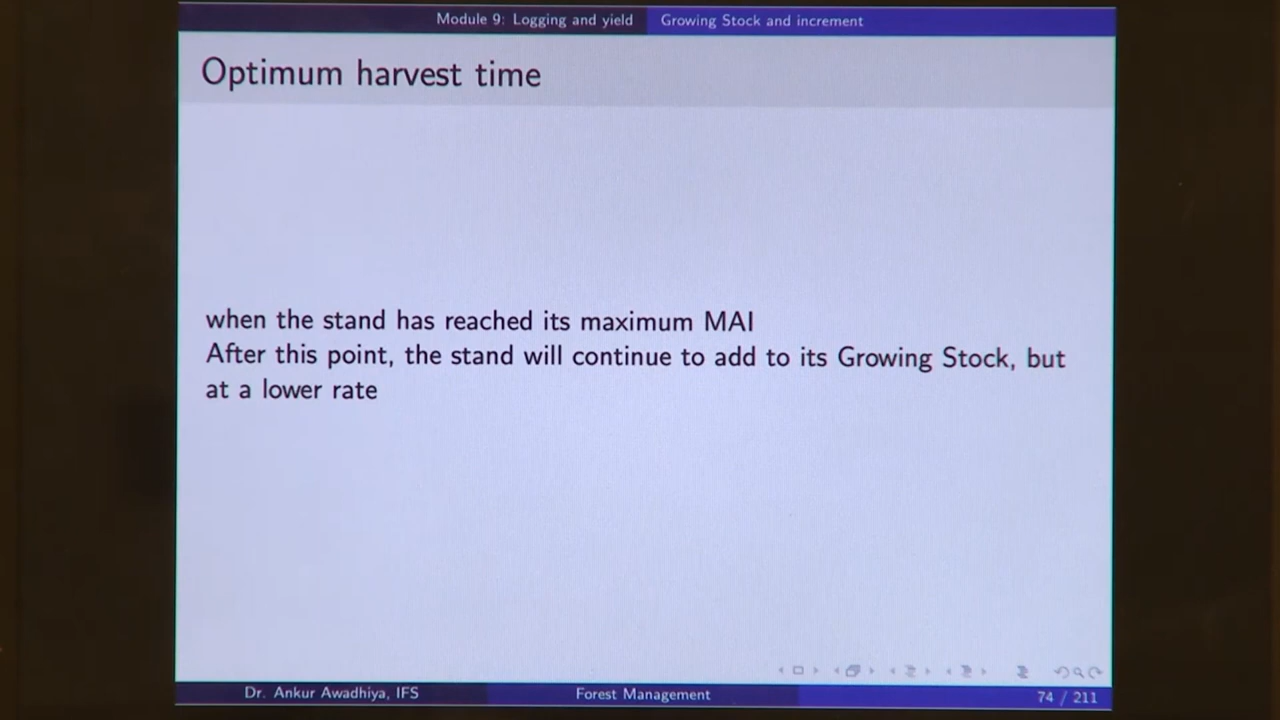 Module 9: Logging and yield Growing Stock and increment
Optimum harvest time
when the stand has reached its maximum MAI
After this point, the stand will continue to add to its Growing Stock, but
at a lower rate
Dr. Ankur Awadhiya, IFS Forest Management 74 / 211